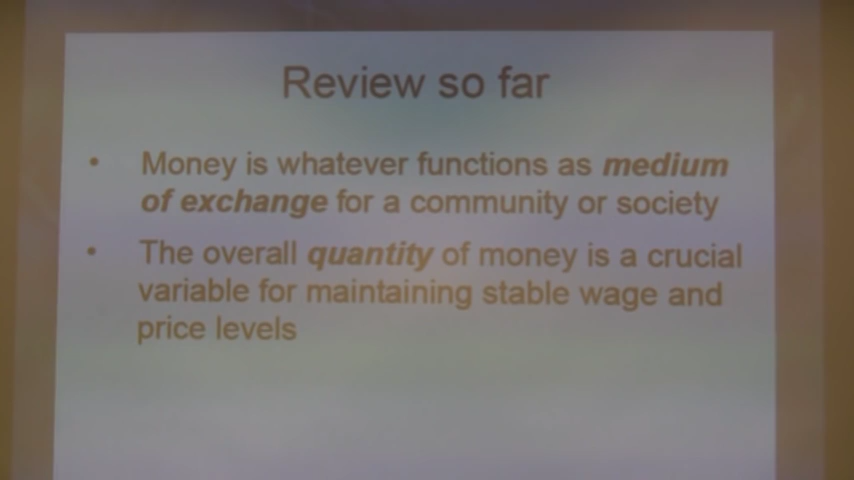 Review so far
• Money is whatever functions as medium
of exchange for a community or society
• The overall quantity of money is a crucial
variable for maintaining stable wage and
price levels